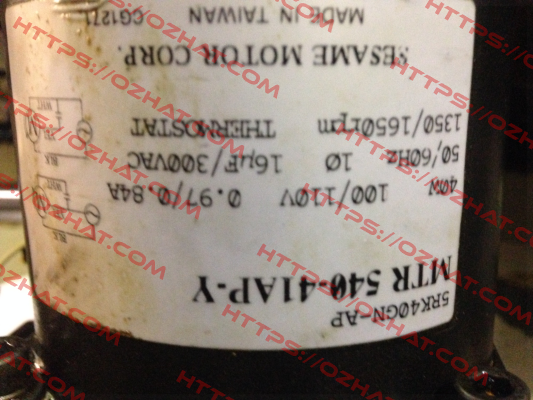 5RK40GN-AP
MTR 540-41AP-Y
40W 100/110V 0.97/0.84A
50/60Hz 1Ø 16µF/300VAC
1350/1650rpm THERMOSTAT
SESAME MOTOR CORP.
MADE IN TAIWAN
HTTPS://OZHAT.COM